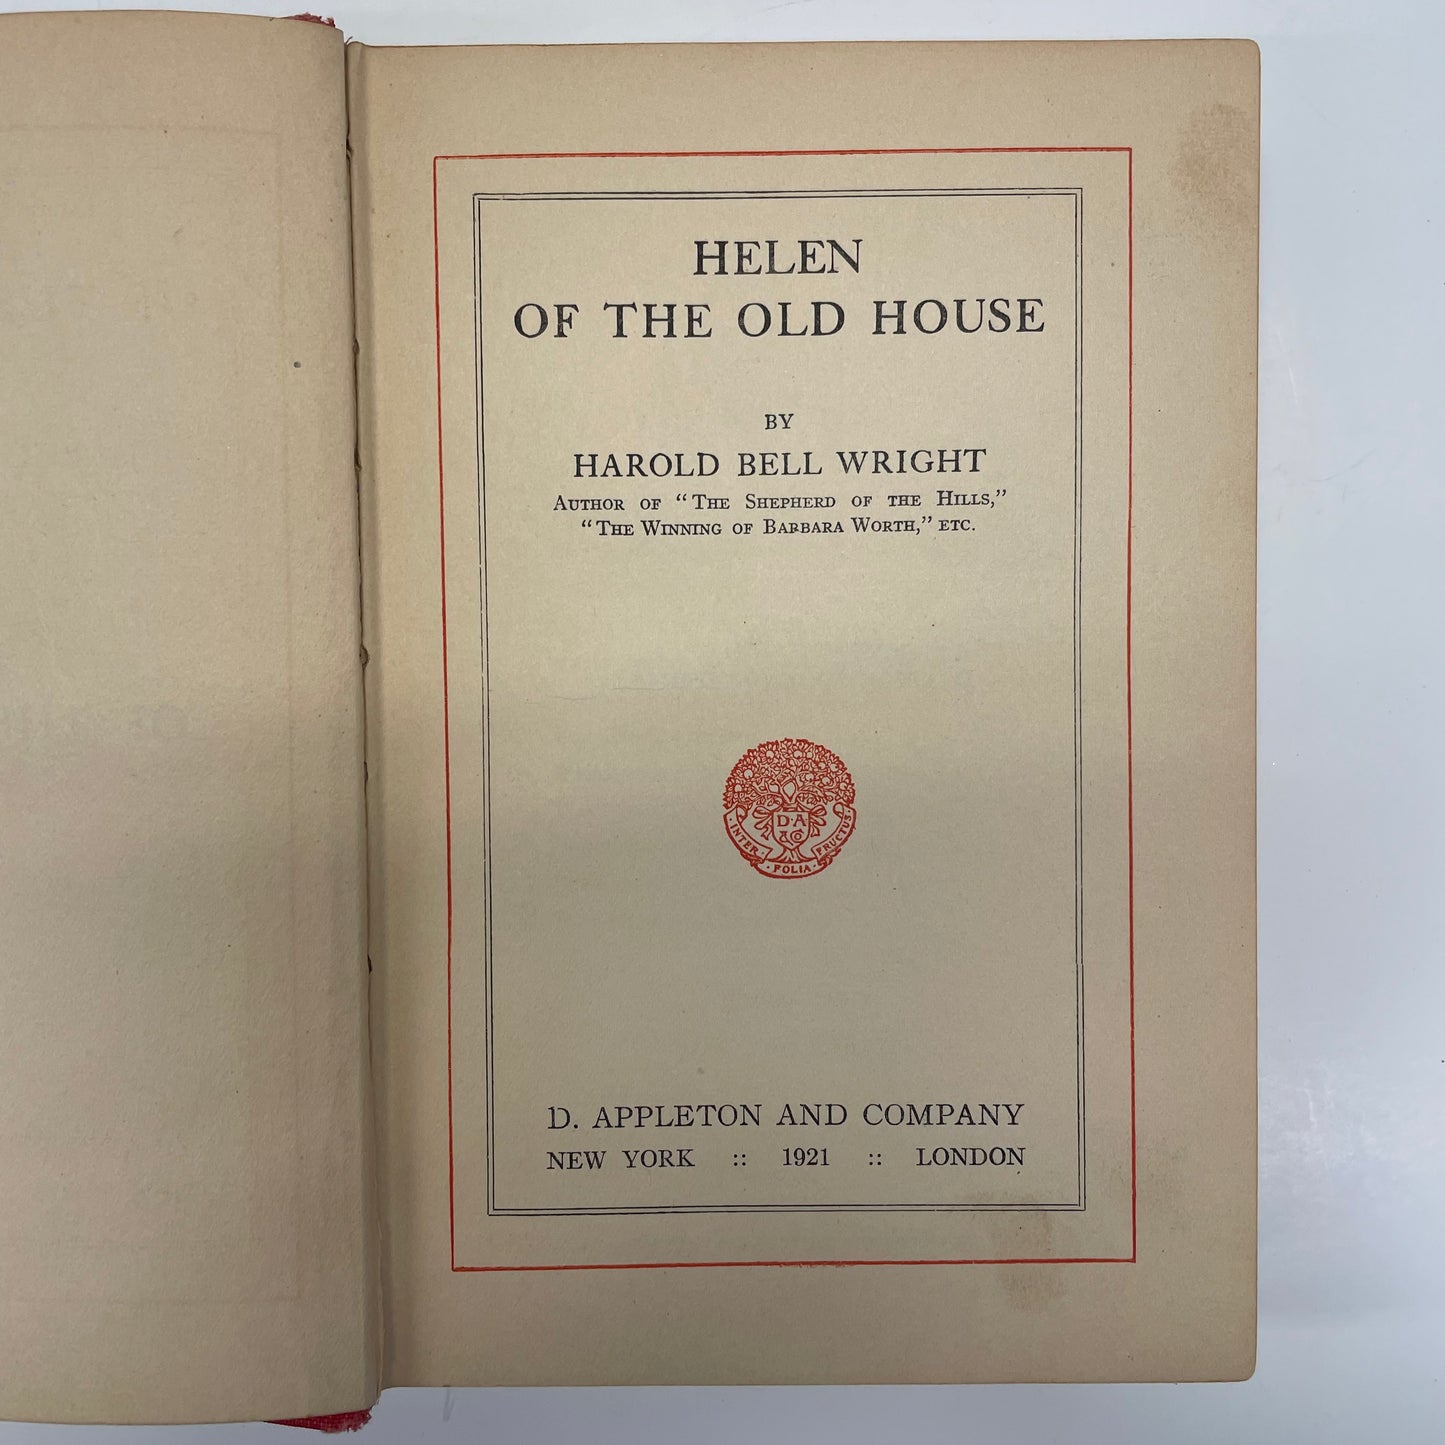 HELEN
OF THE OLD HOUSE
BY
HAROLD BELL WRIGHT
AUTHOR OF "THE SHEPHERD OF THE HILLS,"
"THE WINNING OF BARBARA WORTH," ETC.
D·A
&Co
·INTER·
·FOLIA·
FRUCTUS·
D. APPLETON AND COMPANY
NEW YORK :: 1921 :: LONDON